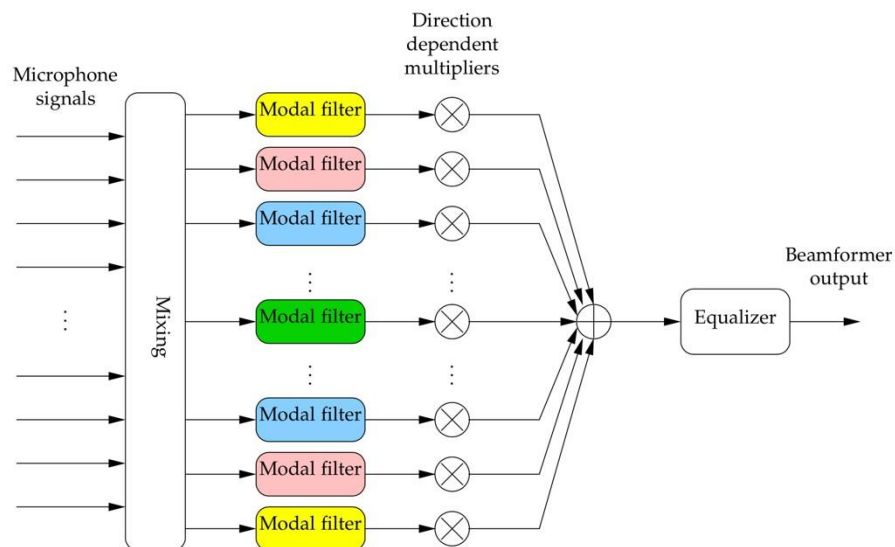 Direction
dependent
multipliers
Microphone
signals
Modal filter
Modal filter
Modal filter
Mixing
Modal filter
Modal filter
Modal filter
Modal filter
Equalizer
Beamformer
output